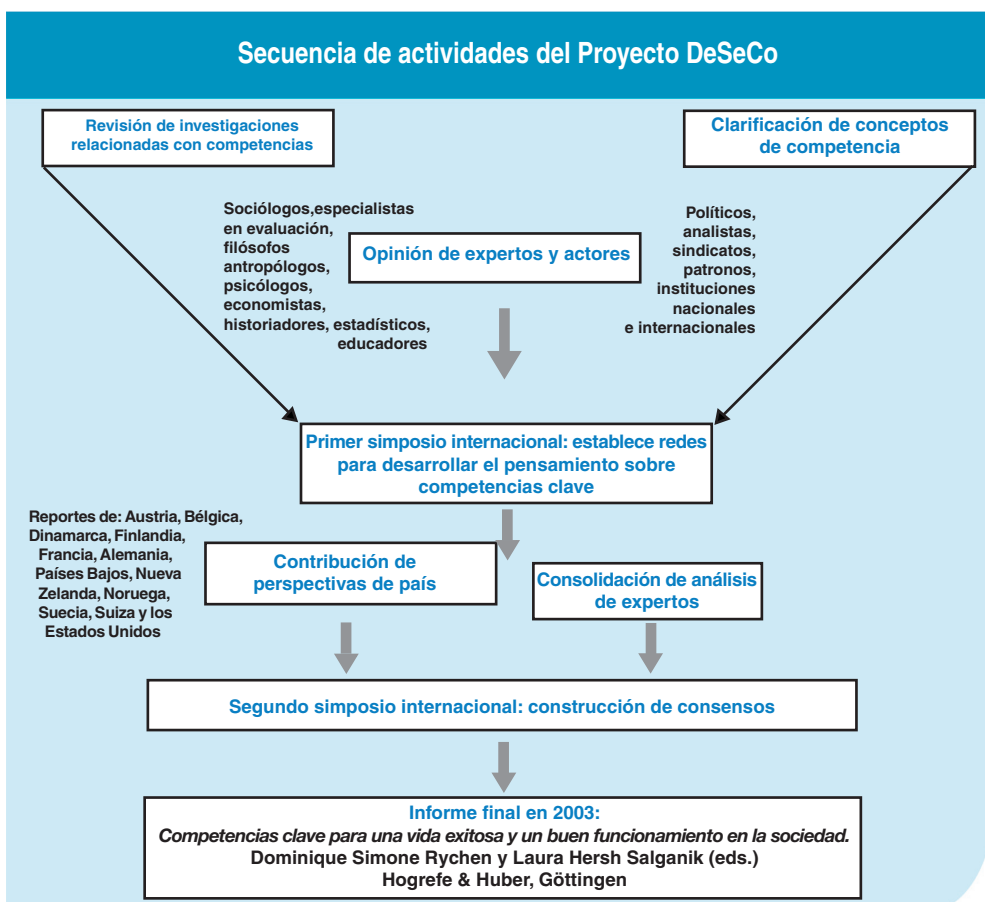 Secuencia de actividades del Proyecto DeSeCo
Revisión de investigaciones
relacionadas con competencias
Clarificación de conceptos
de competencia
Sociólogos,especialistas
en evaluación,
filósofos
antropólogos,
psicólogos,
economistas,
historiadores, estadísticos,
educadores
Opinión de expertos y actores
Políticos,
analistas,
sindicatos,
patronos,
instituciones
nacionales
e internacionales
Primer simposio internacional: establece redes
para desarrollar el pensamiento sobre
competencias clave
Reportes de: Austria, Bélgica,
Dinamarca, Finlandia,
Francia, Alemania,
Países Bajos, Nueva
Zelanda, Noruega,
Suecia, Suiza y los
Estados Unidos
Contribución de
perspectivas de país
Consolidación de análisis
de expertos
Segundo simposio internacional: construcción de consensos
Informe final en 2003:
Competencias clave para una vida exitosa y un buen funcionamiento en la sociedad.
Dominique Simone Rychen y Laura Hersh Salganik (eds.)
Hogrefe & Huber, Göttingen